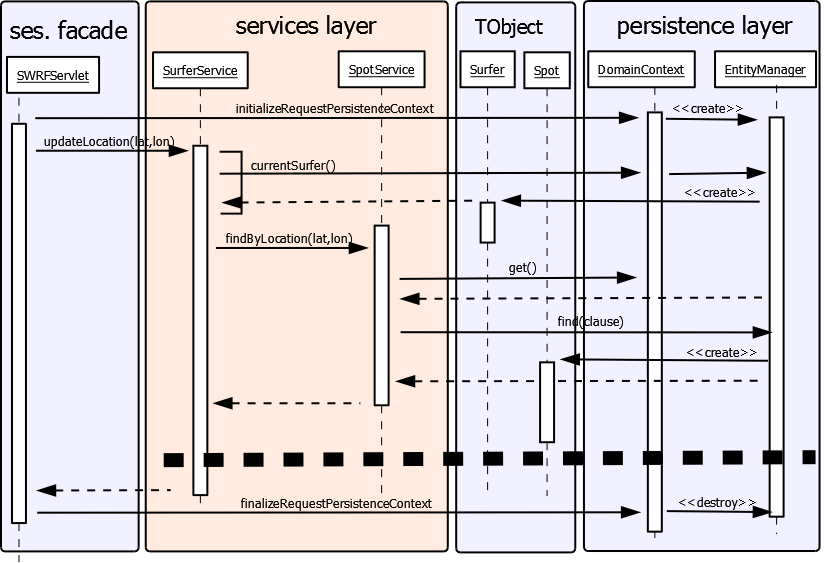 ses. facade
services layer
TObject
persistence layer
SWRFServlet
SurferService
SpotService
Surfer
Spot
DomainContext
EntityManager
initializeRequestPersistenceContext
<<create>>
updateLocation(lat,lon)
currentSurfer()
<<create>>
findByLocation(lat,lon)
get()
find(clause)
<<create>>
finalizeRequestPersistenceContext
<<destroy>>